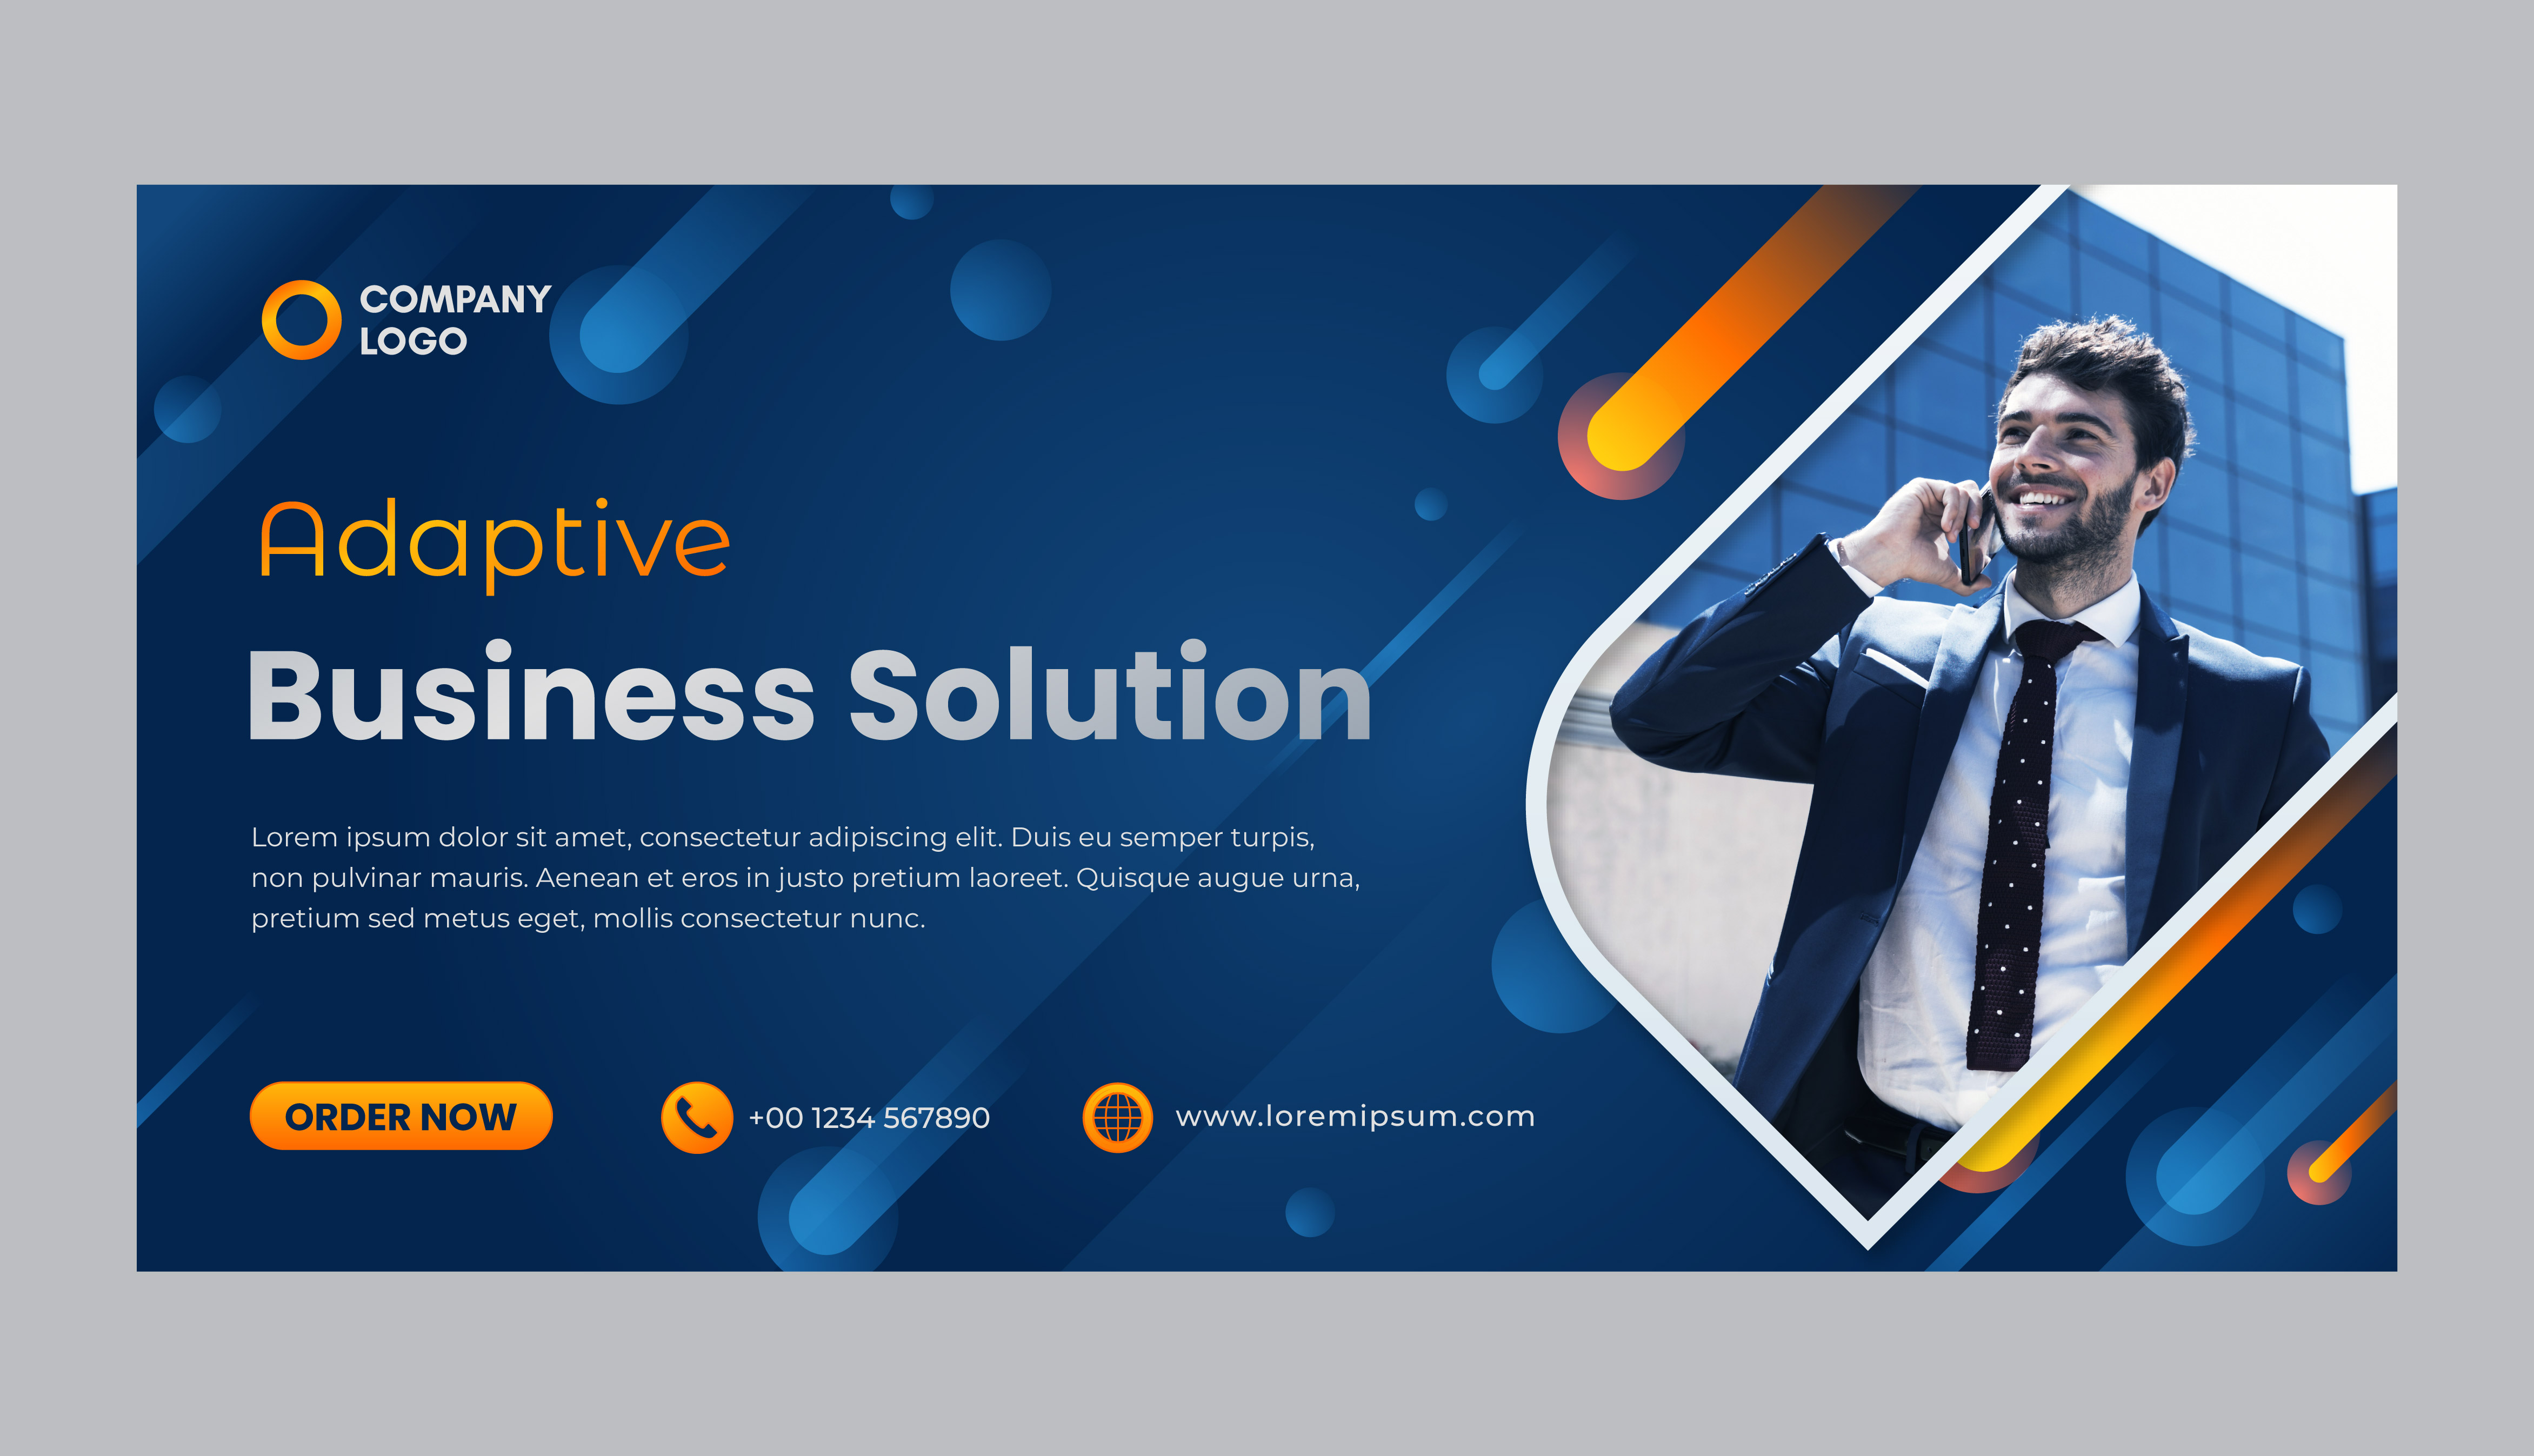 COMPANY
LOGO
Adaptive
Business Solution
Lorem ipsum dolor sit amet, consectetur adipiscing elit. Duis eu semper turpis,
non pulvinar mauris. Aenean et eros in justo pretium laoreet. Quisque augue urna,
pretium sed metus eget, mollis consectetur nunc.
ORDER NOW
+00 1234 567890
www.loremipsum.com